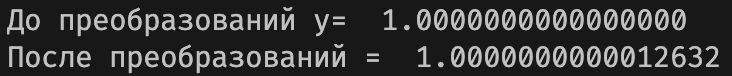 До преобразований y=  1.0000000000000000
После преобразований =  1.0000000000012632